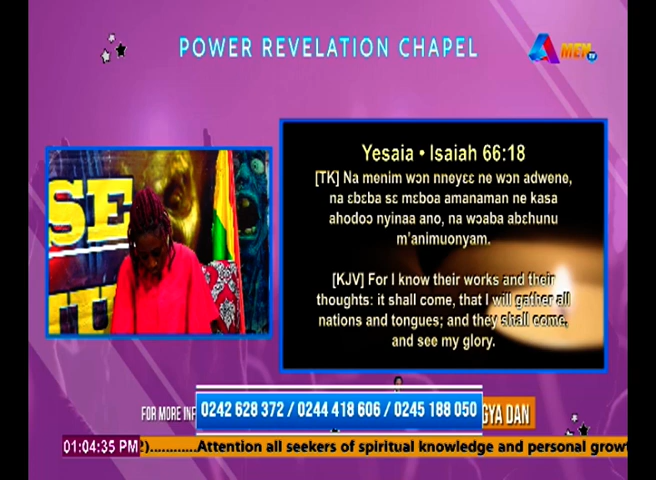 POWER REVELATION CHAPEL
AMEN
TV
SE
Yesaia • Isaiah 66:18
[TK] Na menim wɔn nneyɛɛ ne wɔn adwene,
na ɛbɛba sɛ mɛboa amanaman ne kasa
ahodoɔ nyinaa ano, na wɔaba abɛhunu
m'animuonyam.
[KJV] For I know their works and their
thoughts: it shall come, that I will gather all
nations and tongues; and they shall come,
and see my glory.
FOR MORE INF
0242 628 372 / 0244 418 606 / 0245 188 050
GYA DAN
01:04:35 PM
2)............Attention all seekers of spiritual knowledge and personal growt